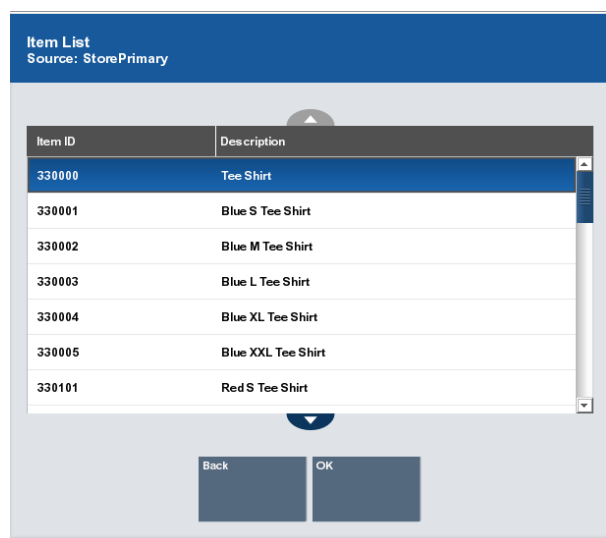 Item List
Source: StorePrimary
Item ID Description
330000 Tee Shirt
330001 Blue S Tee Shirt
330002 Blue M Tee Shirt
330003 Blue L Tee Shirt
330004 Blue XL Tee Shirt
330005 Blue XXL Tee Shirt
330101 Red S Tee Shirt
Back OK